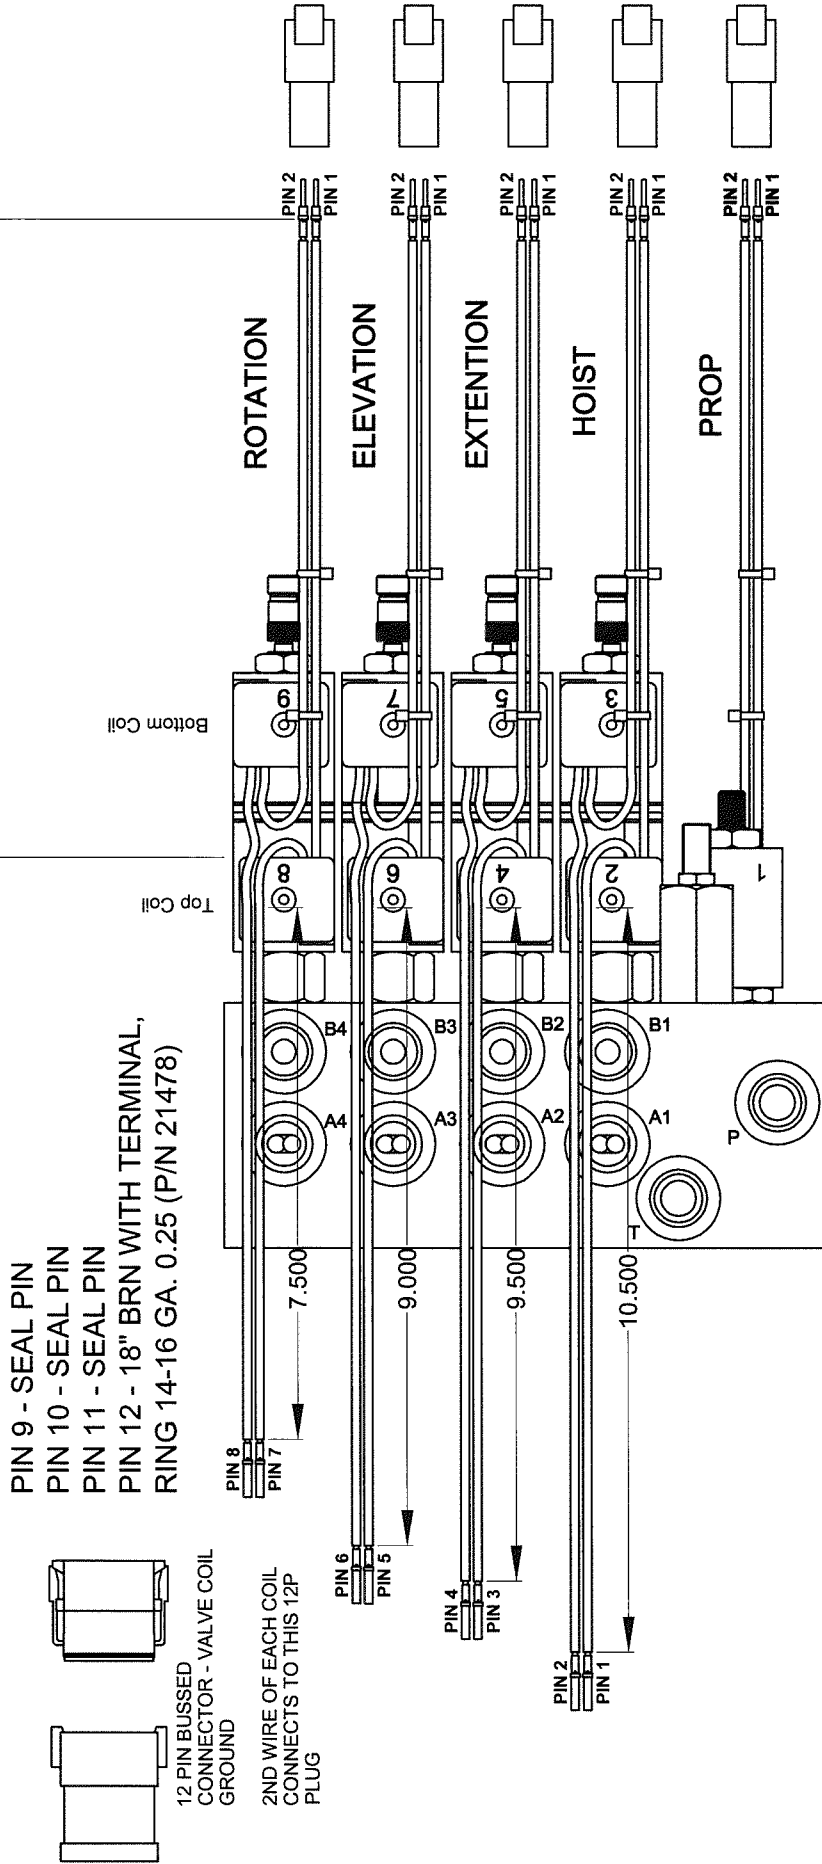 PIN 9 - SEAL PIN
PIN 10 - SEAL PIN
PIN 11 - SEAL PIN
PIN 12 - 18" BRN WITH TERMINAL,
RING 14-16 GA. 0.25 (P/N 21478)
12 PIN BUSSED
CONNECTOR - VALVE COIL
GROUND
2ND WIRE OF EACH COIL
CONNECTS TO THIS 12P
PLUG
Top Coil
Bottom Coil
PIN 8
PIN 7
7.500
A4
B4
8
9
ROTATION
PIN 2
PIN 1
PIN 6
PIN 5
9.000
A3
B3
6
7
ELEVATION
PIN 2
PIN 1
PIN 4
PIN 3
9.500
A2
B2
4
5
EXTENTION
PIN 2
PIN 1
PIN 2
PIN 1
10.500
A1
B1
2
3
HOIST
PIN 2
PIN 1
T
P
1
PROP
PIN 2
PIN 1